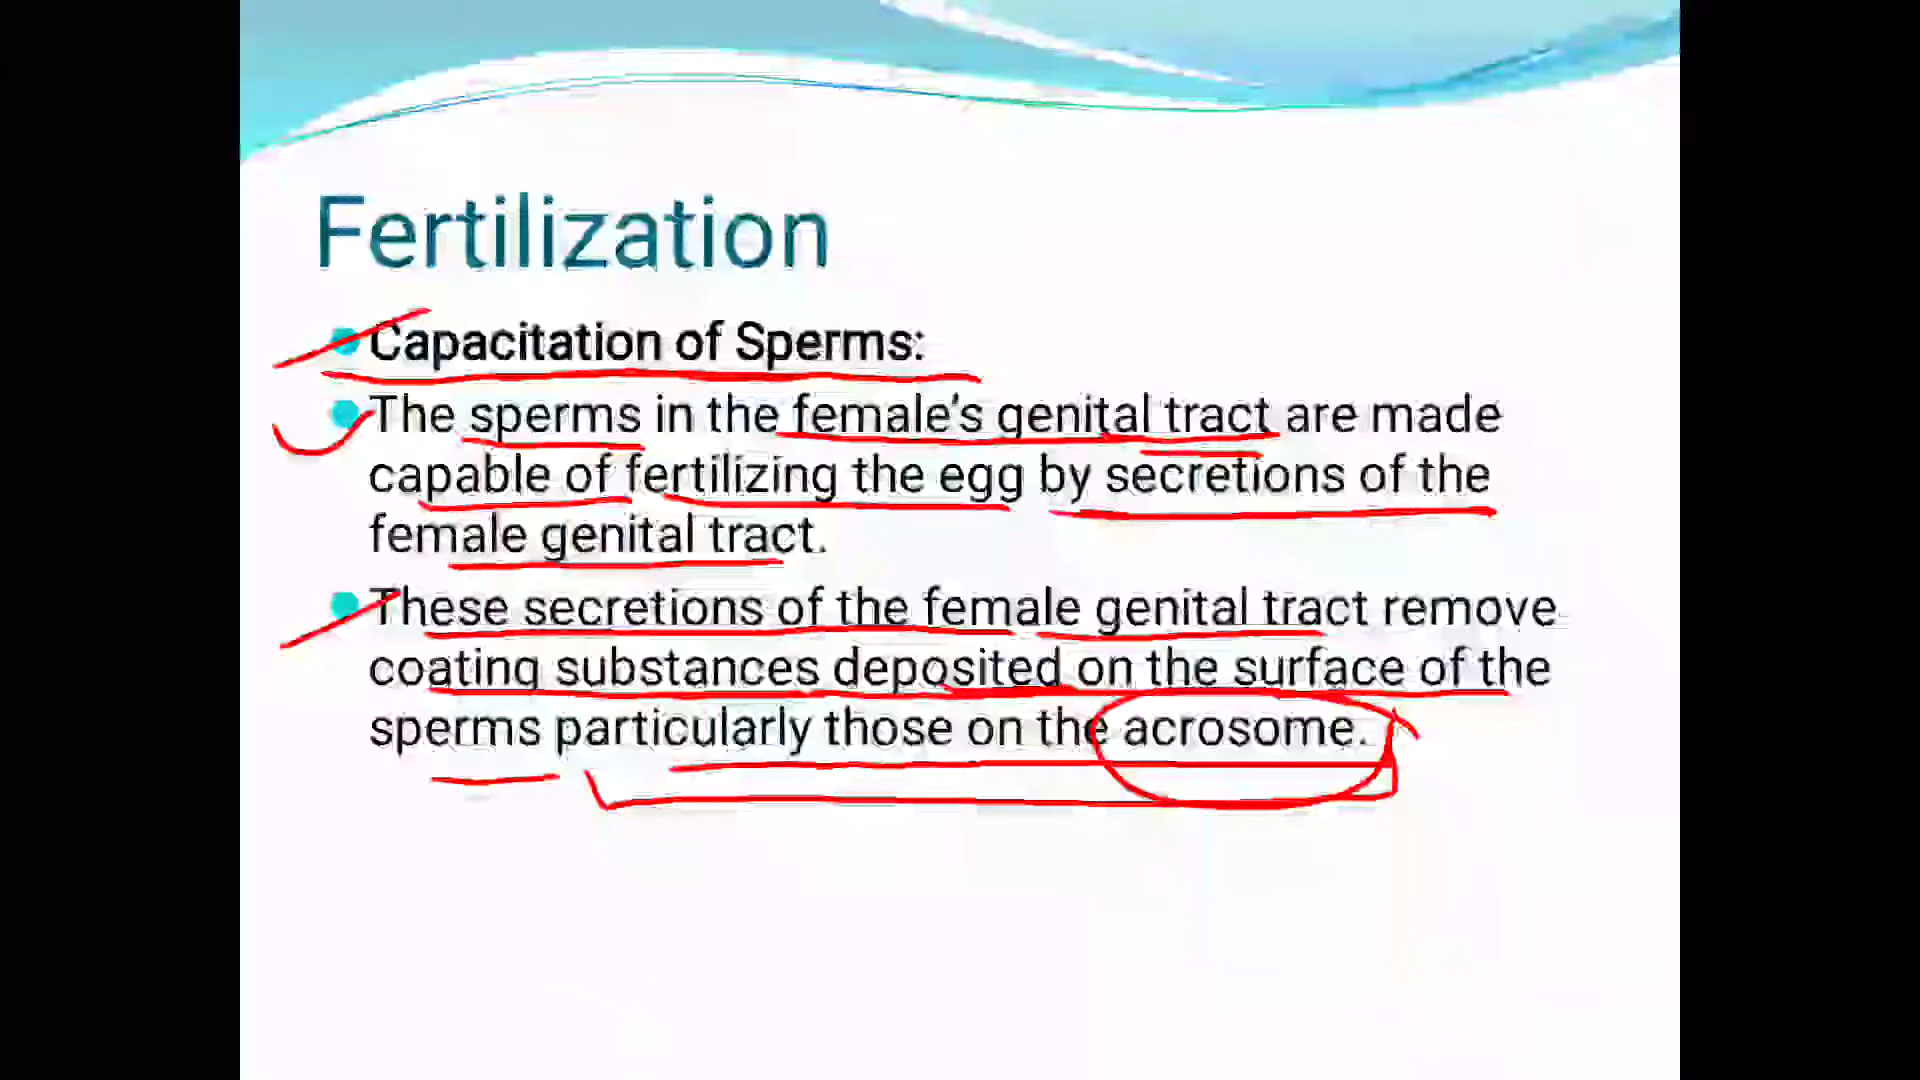 Fertilization
Capacitation of Sperms:
The sperms in the female's genital tract are made
capable of fertilizing the egg by secretions of the
female genital tract.
These secretions of the female genital tract remove
coating substances deposited on the surface of the
sperms particularly those on the acrosome.